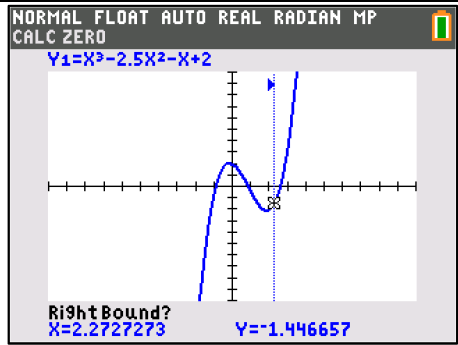 NORMAL FLOAT AUTO REAL RADIAN MP
CALC ZERO
Y1=X³-2.5X²-X+2
Right Bound?
X=2.2727273 Y=-1.446657